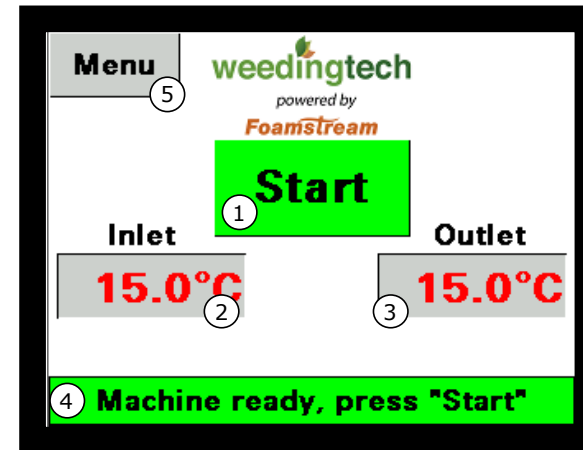 Menu
5
weedingtech
powered by
Foamstream
Start
1
Inlet
Outlet
15.0°C
2
15.0°C
3
4
Machine ready, press "Start"